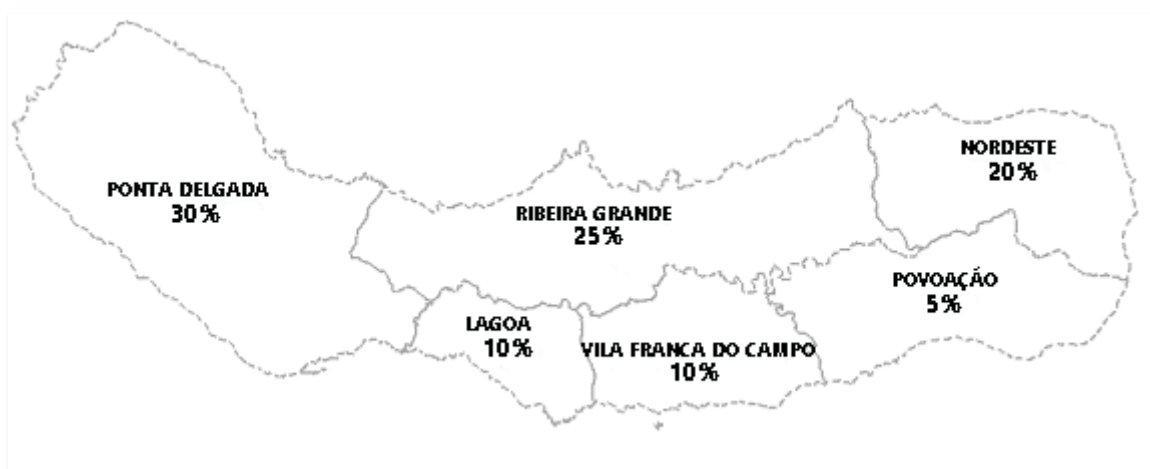 PONTA DELGADA
30%
RIBEIRA GRANDE
25%
NORDESTE
20%
LAGOA
10%
VILA FRANCA DO CAMPO
10%
POVOAÇÃO
5%